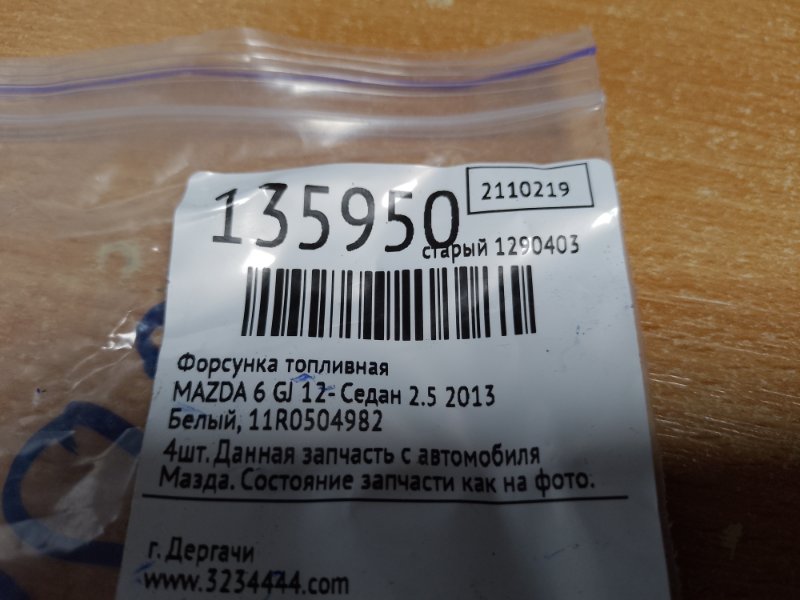 135950
2110219
старый 1290403
Форсунка топливная
MAZDA 6 GJ 12- Седан 2.5 2013
Белый, 11R0504982
4шт. Данная запчасть с автомобиля
Мазда. Состояние запчасти как на фото.
г. Дергачи
www.3234444.com